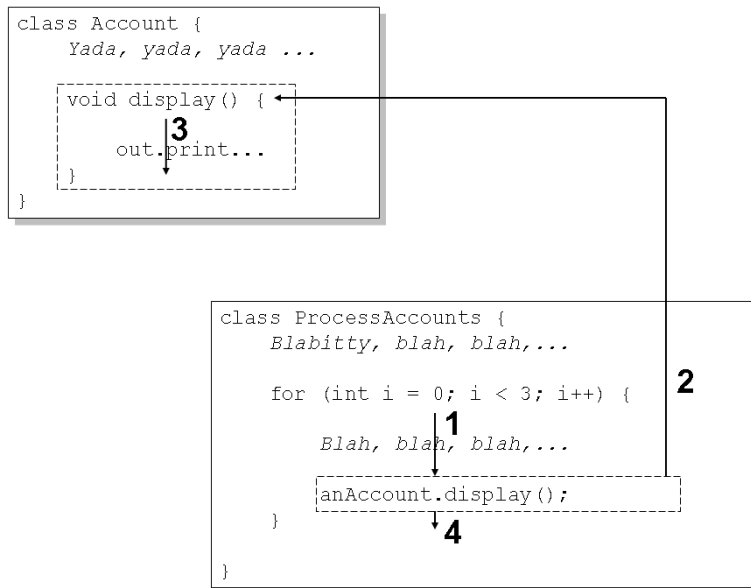 class Account {
Yada, yada, yada ...
void display() {
3
out.print...
}
}
class ProcessAccounts {
Blabitty, blah, blah,...
for (int i = 0; i < 3; i++) {
2
1
Blah, blah, blah,...
anAccount.display();
}
4
}